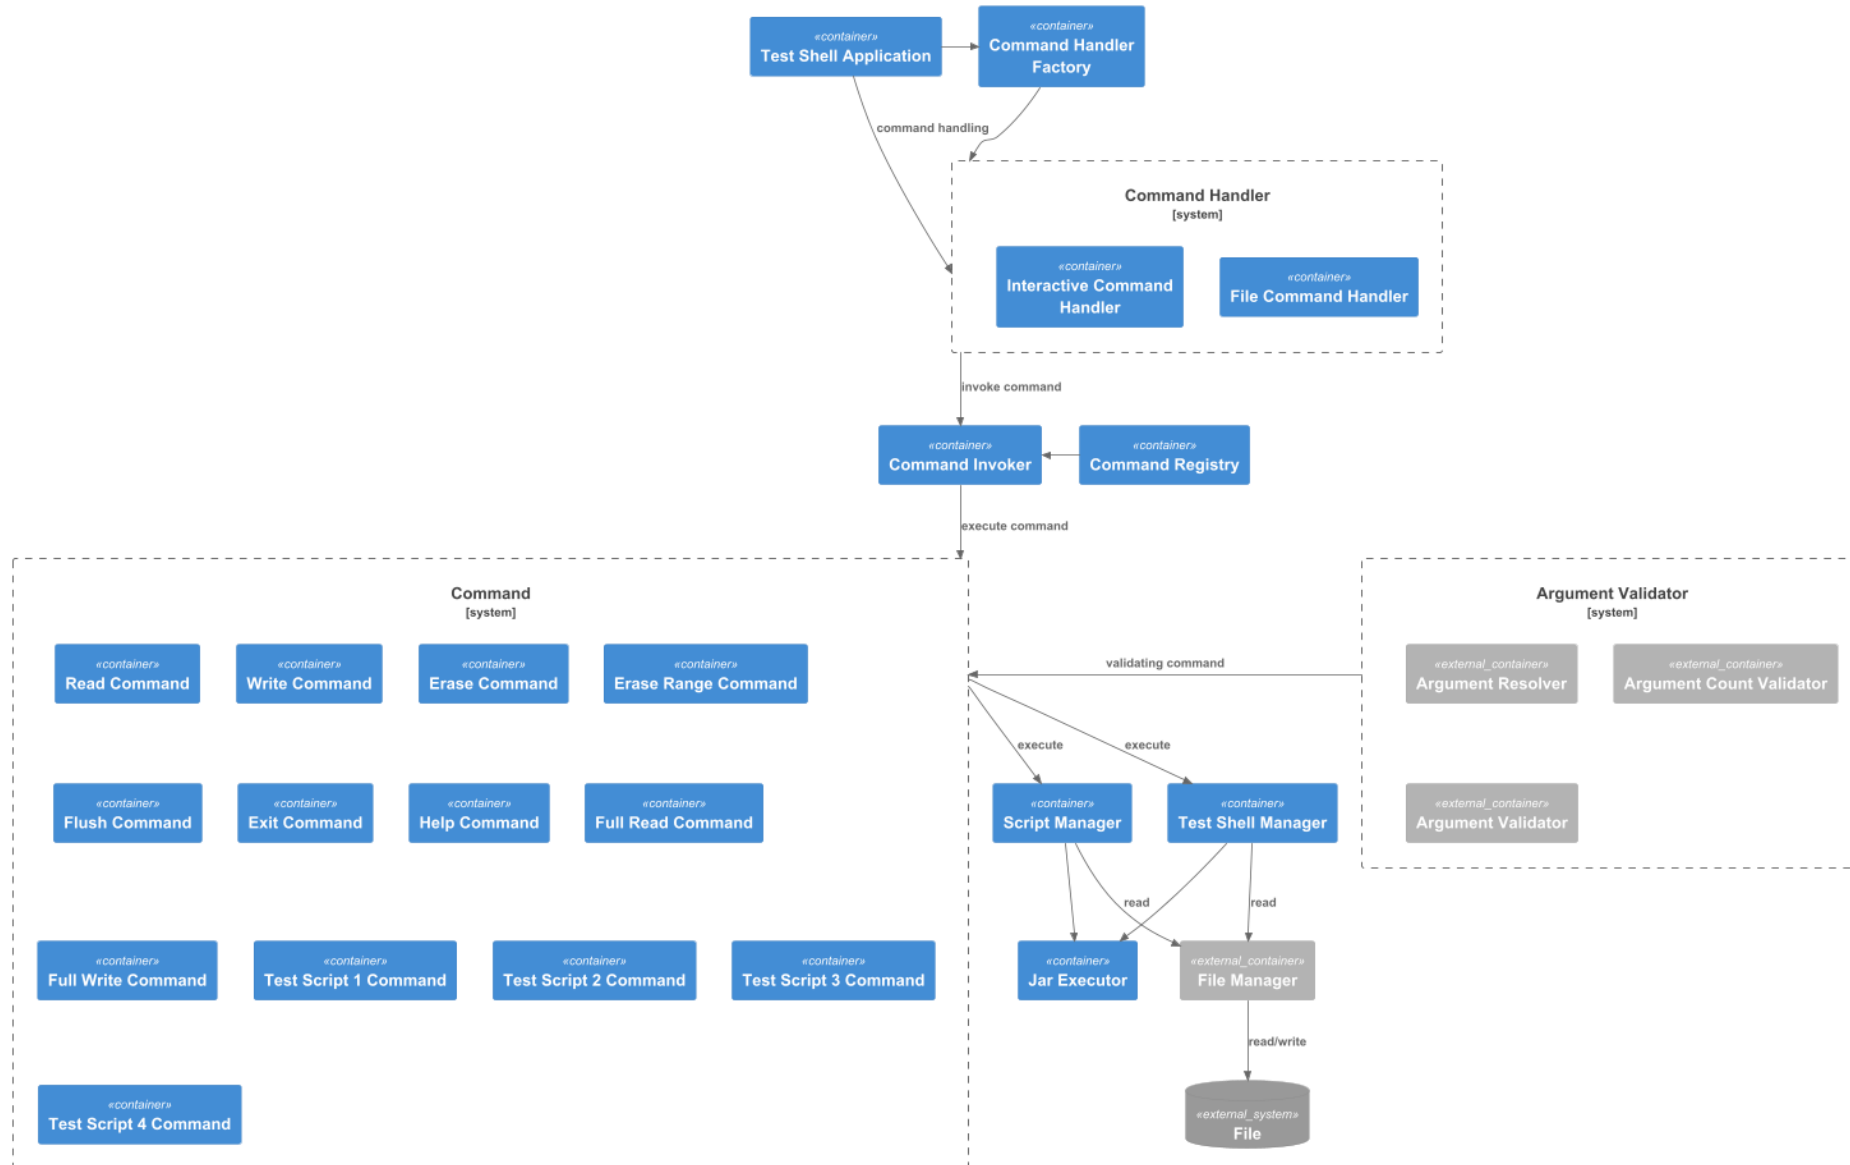 «container»
Test Shell Application
«container»
Command Handler
Factory
command handling
Command Handler
[system]
«container»
Interactive Command
Handler
«container»
File Command Handler
invoke command
«container»
Command Invoker
«container»
Command Registry
execute command
Command
[system]
«container»
Read Command
«container»
Write Command
«container»
Erase Command
«container»
Erase Range Command
«container»
Flush Command
«container»
Exit Command
«container»
Help Command
«container»
Full Read Command
«container»
Full Write Command
«container»
Test Script 1 Command
«container»
Test Script 2 Command
«container»
Test Script 3 Command
«container»
Test Script 4 Command
validating command
Argument Validator
[system]
«external_container»
Argument Resolver
«external_container»
Argument Count Validator
«external_container»
Argument Validator
execute
execute
«container»
Script Manager
«container»
Test Shell Manager
read
read
«container»
Jar Executor
«external_container»
File Manager
read/write
«external_system»
File